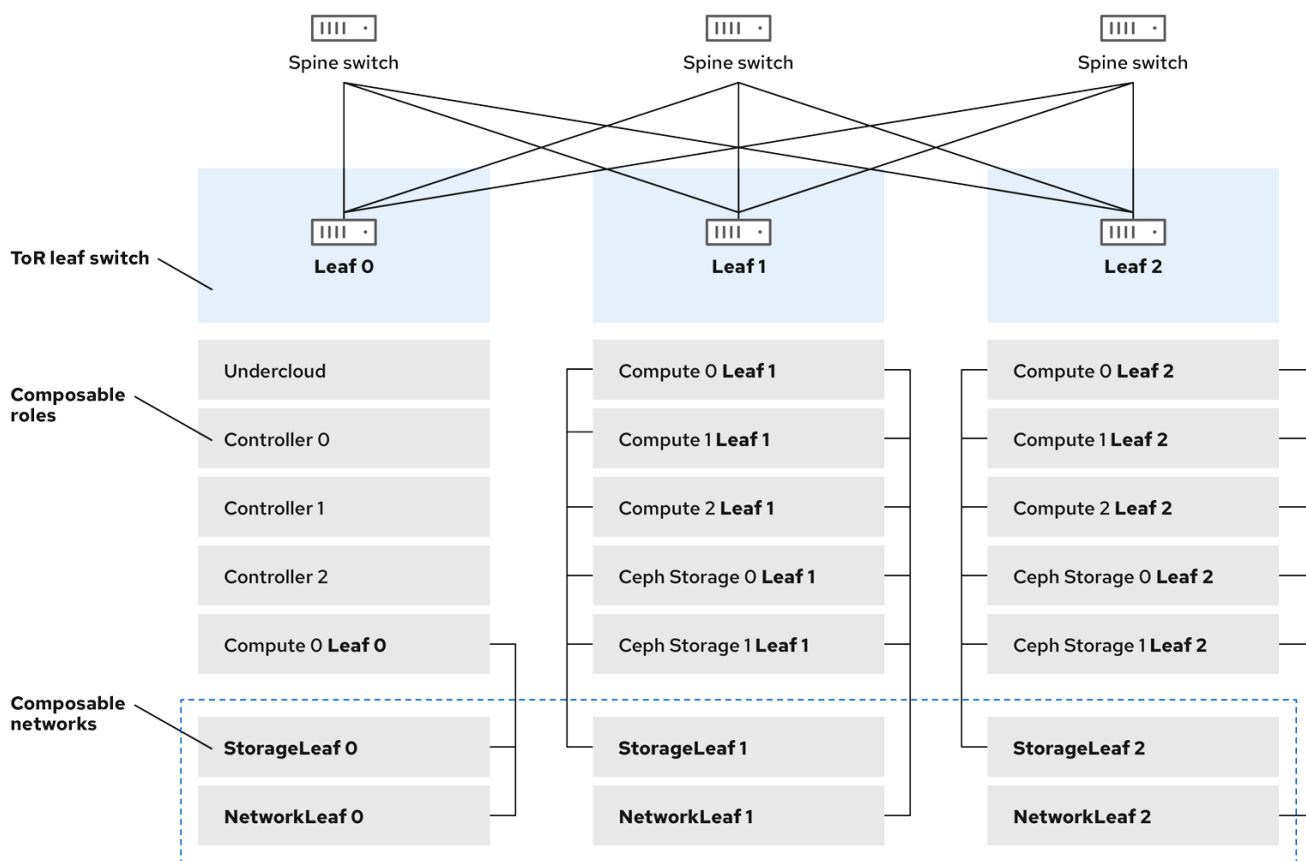 Spine switch
Spine switch
Spine switch
ToR leaf switch
Leaf 0
Leaf 1
Leaf 2
Composable
roles
Undercloud
Controller 0
Controller 1
Controller 2
Compute 0 Leaf 0
Compute 0 Leaf 1
Compute 1 Leaf 1
Compute 2 Leaf 1
Ceph Storage 0 Leaf 1
Ceph Storage 1 Leaf 1
Compute 0 Leaf 2
Compute 1 Leaf 2
Compute 2 Leaf 2
Ceph Storage 0 Leaf 2
Ceph Storage 1 Leaf 2
Composable
networks
StorageLeaf 0
NetworkLeaf 0
StorageLeaf 1
NetworkLeaf 1
StorageLeaf 2
NetworkLeaf 2